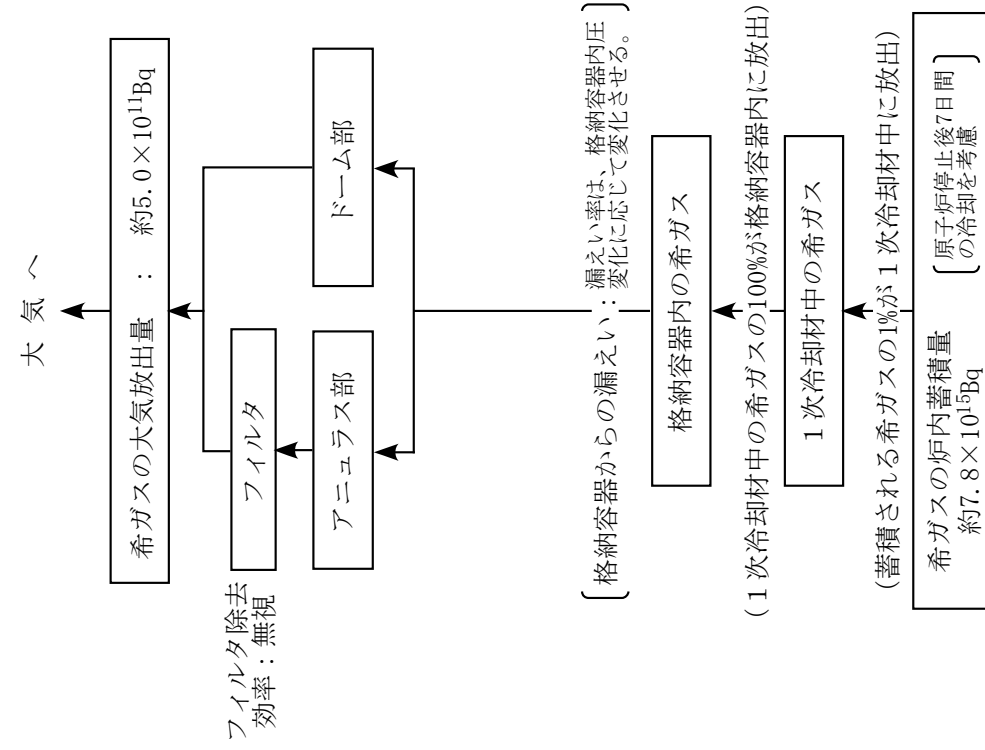 大 気 へ
希ガスの大気放出量 : 約5.0×10¹¹Bq
フィルタ除去
効率：無視
フィルタ
アニュラス部
ドーム部
格納容器からの漏えい：漏えい率は、格納容器内圧
変化に応じて変化させる。
格納容器内の希ガス
(１次冷却材中の希ガスの100%が格納容器内に放出)
１次冷却材中の希ガス
(蓄積される希ガスの1%が１次冷却材中に放出)
希ガスの炉内蓄積量
約7.8×10¹⁵Bq
原子炉停止後7日間
の冷却を考慮